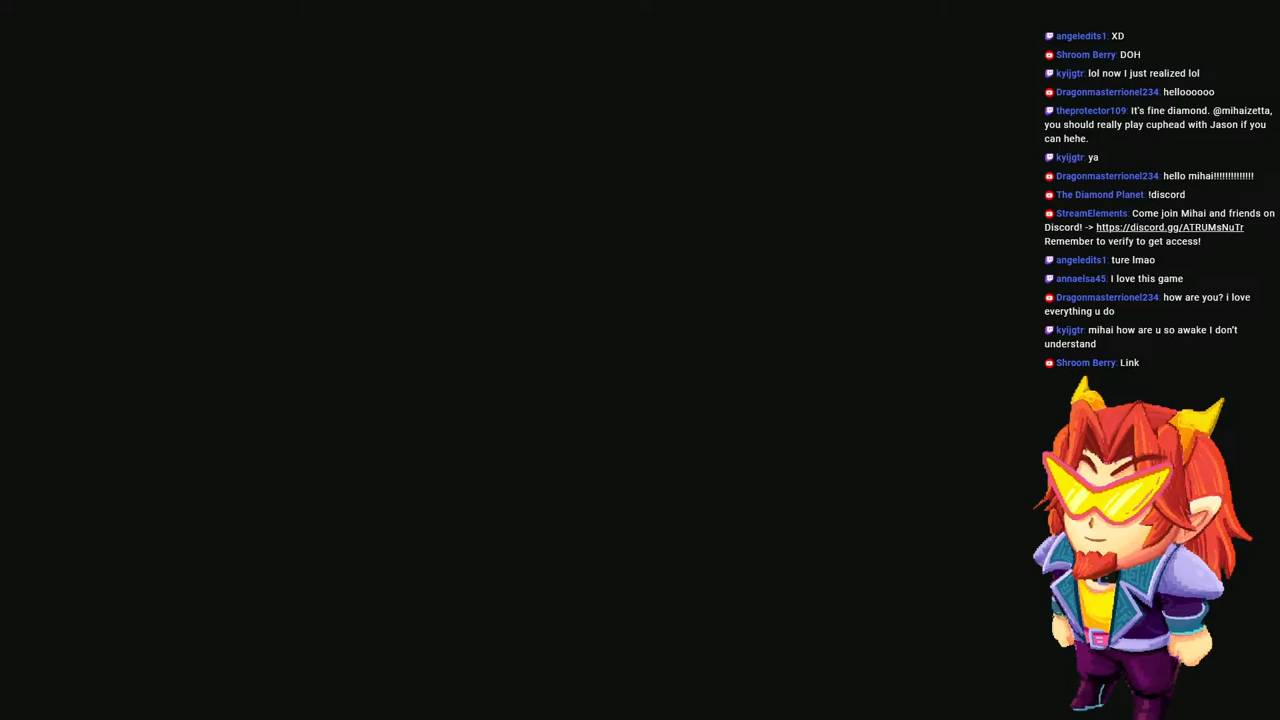 angeledits1: XD
Shroom Berry: DOH
kyijgtr: lol now I just realized lol
Dragonmasterrionel234: celloooooo
theprotector109: It's fine diamond. @mihaizetta,
you should really play cuphead with Jason if you
can hehe.
kyijgtr: ya
Dragonmasterrionel234: hello mihai!!!!!!!!!!!!!!
The Diamond Planet: !discord
StreamElements: Come join Mihai and friends on
Discord! -> https://discord.gg/ATRUMsNuTr
Remember to verify to get access!
angeledits1: ture lmao
annaelsa45: I love this game
Dragonmasterrionel234: how are you? i love
everything u do
kyijgtr: mihai how are u so awake I don't
understand
Shroom Berry: Link